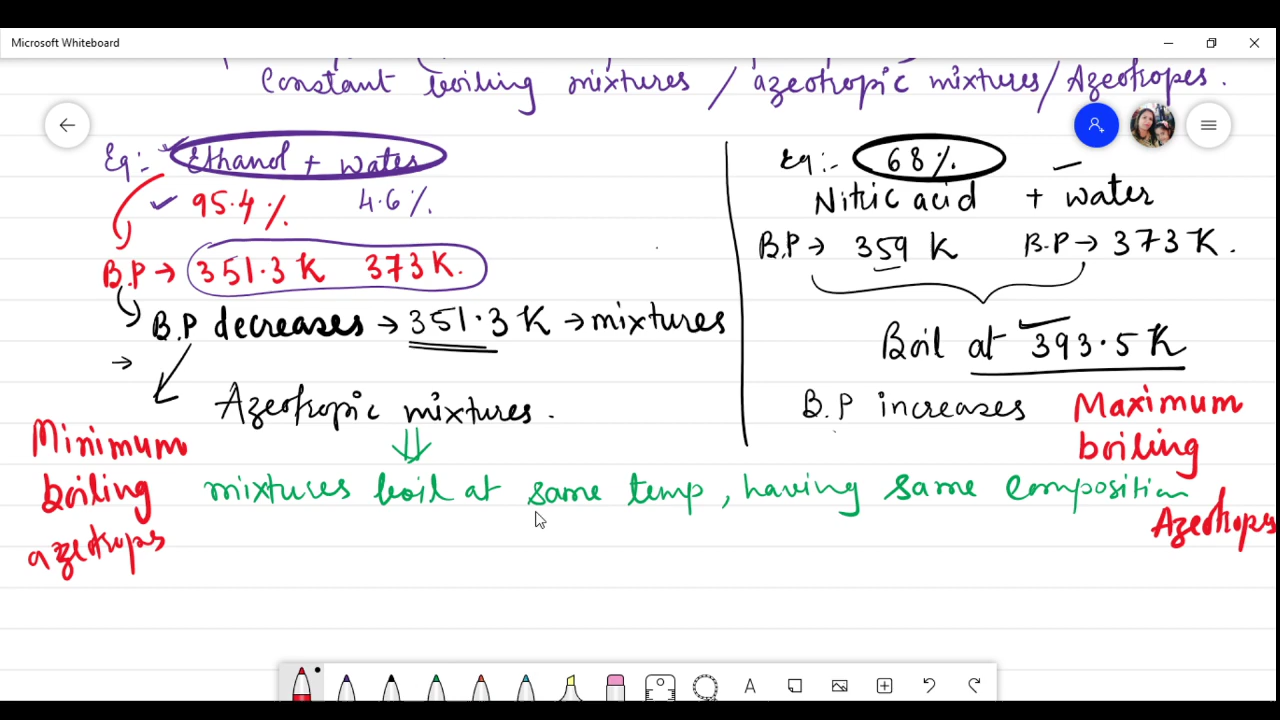 Microsoft Whiteboard
Constant boiling mixtures / azeotropic mixtures / Azeotropes.
Eg:- Ethanol + water
95.4% 4.6%
B.P → 351.3 K 373 K.
B.P decreases → 351.3 K → mixtures
Azeotropic mixtures.
Minimum boiling azeotrops
Eg:- 68%
Nitric acid + water
B.P → 359 K B.P → 373 K.
Boil at 393.5 K
B.P increases
Maximum boiling Azeotrops
mixtures boil at same temp, having same composition
A